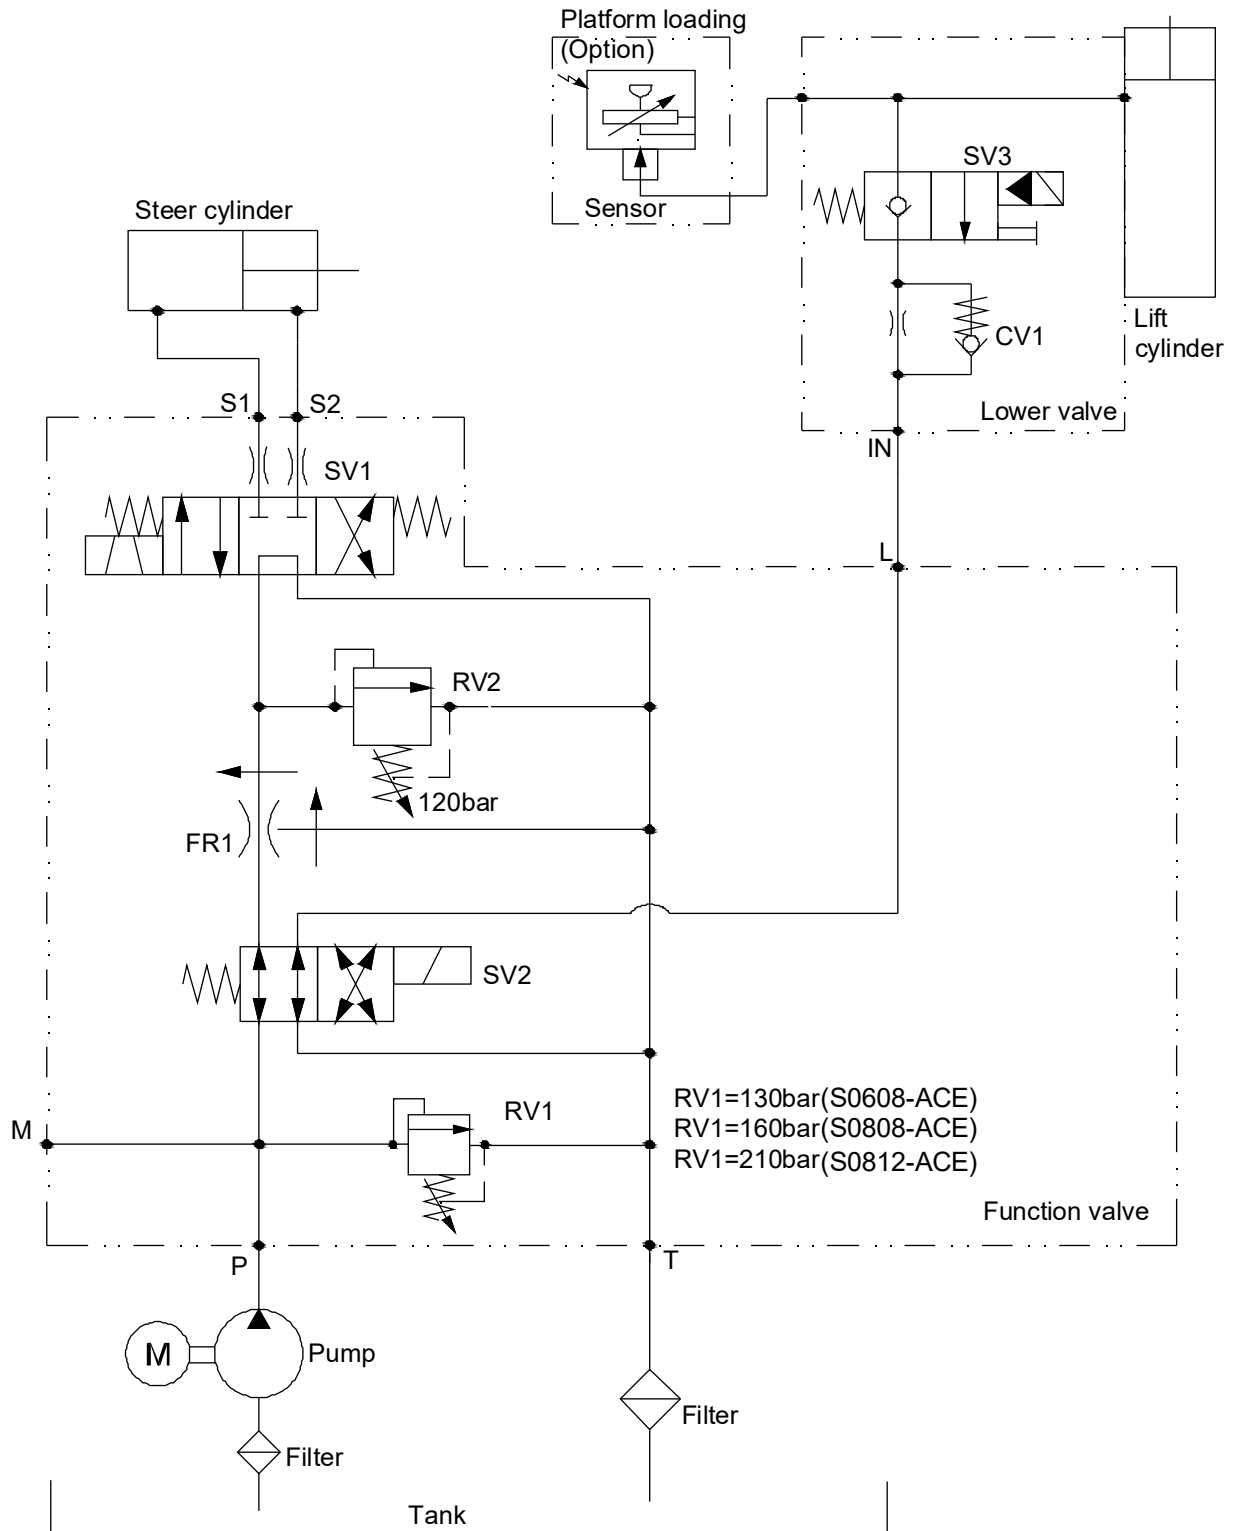 Platform loading
(Option)
Sensor
SV3
Steer cylinder
CV1
Lift
cylinder
S1
S2
Lower valve
IN
SV1
L
RV2
120bar
FR1
SV2
RV1
RV1=130bar(S0608-ACE)
RV1=160bar(S0808-ACE)
RV1=210bar(S0812-ACE)
M
Function valve
P
T
M
Pump
Filter
Filter
Tank